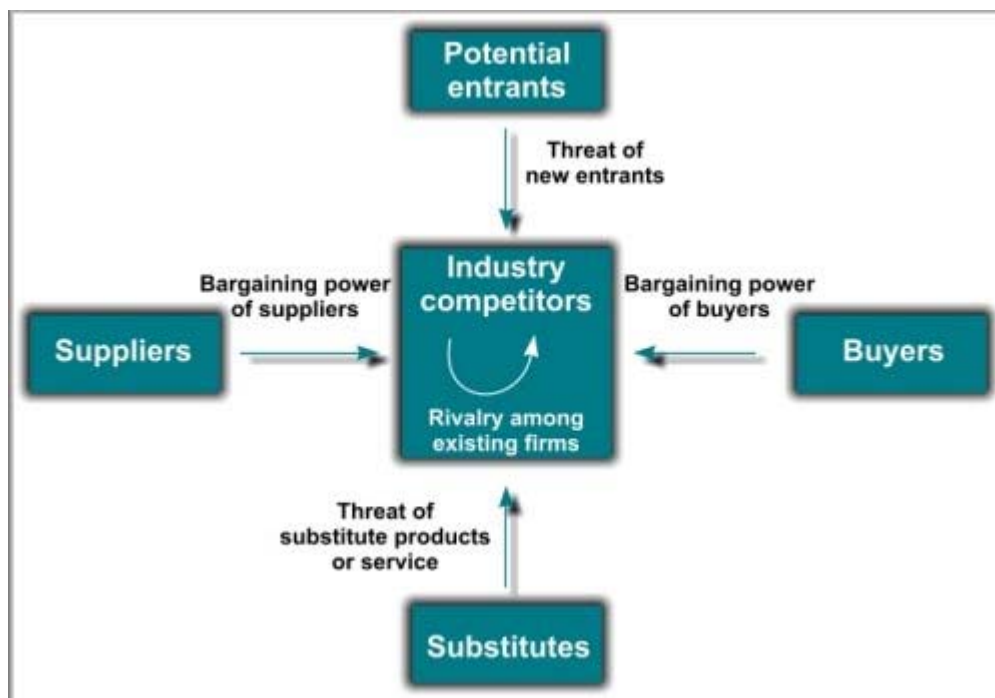 Potential
entrants
Threat of
new entrants
Industry
competitors
Bargaining power
of suppliers
Bargaining power
of buyers
Suppliers
Buyers
Rivalry among
existing firms
Threat of
substitute products
or service
Substitutes